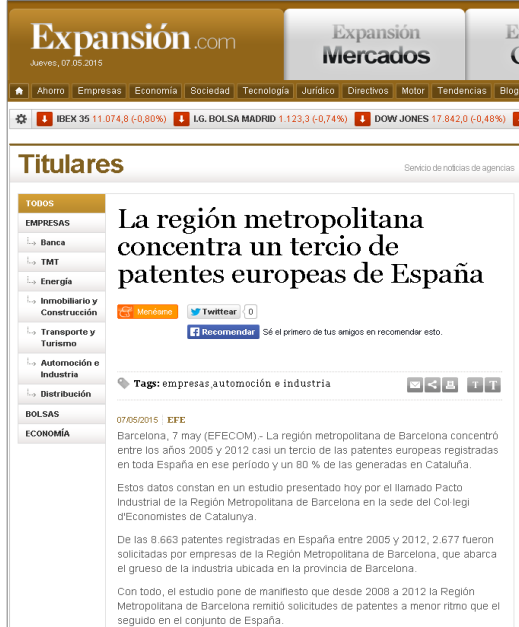 Expansión.com
Jueves, 07.05.2015
Expansión
Mercados
Ahorro Empresas Economía Sociedad Tecnología Jurídico Directivos Motor Tendencias Blog
IBEX 35 11.074,8 (-0,80%) I.G. BOLSA MADRID 1.123,3 (-0,74%) DOW JONES 17.842,0 (-0,48%)
Titulares
Servicio de noticias de agencias
TODOS
EMPRESAS
Banca
TMT
Energía
Inmobiliario y
Construcción
Transporte y
Turismo
Automoción e
Industria
Distribución
BOLSAS
ECONOMÍA
La región metropolitana
concentra un tercio de
patentes europeas de España
Menéame Twittear 0
Recomendar Sé el primero de tus amigos en recomendar esto.
Tags: empresas,automoción e industria
T T
07/05/2015 EFE
Barcelona, 7 may (EFECOM).- La región metropolitana de Barcelona concentró
entre los años 2005 y 2012 casi un tercio de las patentes europeas registradas
en toda España en ese período y un 80 % de las generadas en Cataluña.
Estos datos constan en un estudio presentado hoy por el llamado Pacto
Industrial de la Región Metropolitana de Barcelona en la sede del Col·legi
d'Economistes de Catalunya.
De las 8.663 patentes registradas en España entre 2005 y 2012, 2.677 fueron
solicitadas por empresas de la Región Metropolitana de Barcelona, que abarca
el grueso de la industria ubicada en la provincia de Barcelona.
Con todo, el estudio pone de manifiesto que desde 2008 a 2012 la Región
Metropolitana de Barcelona remitió solicitudes de patentes a menor ritmo que el
seguido en el conjunto de España.